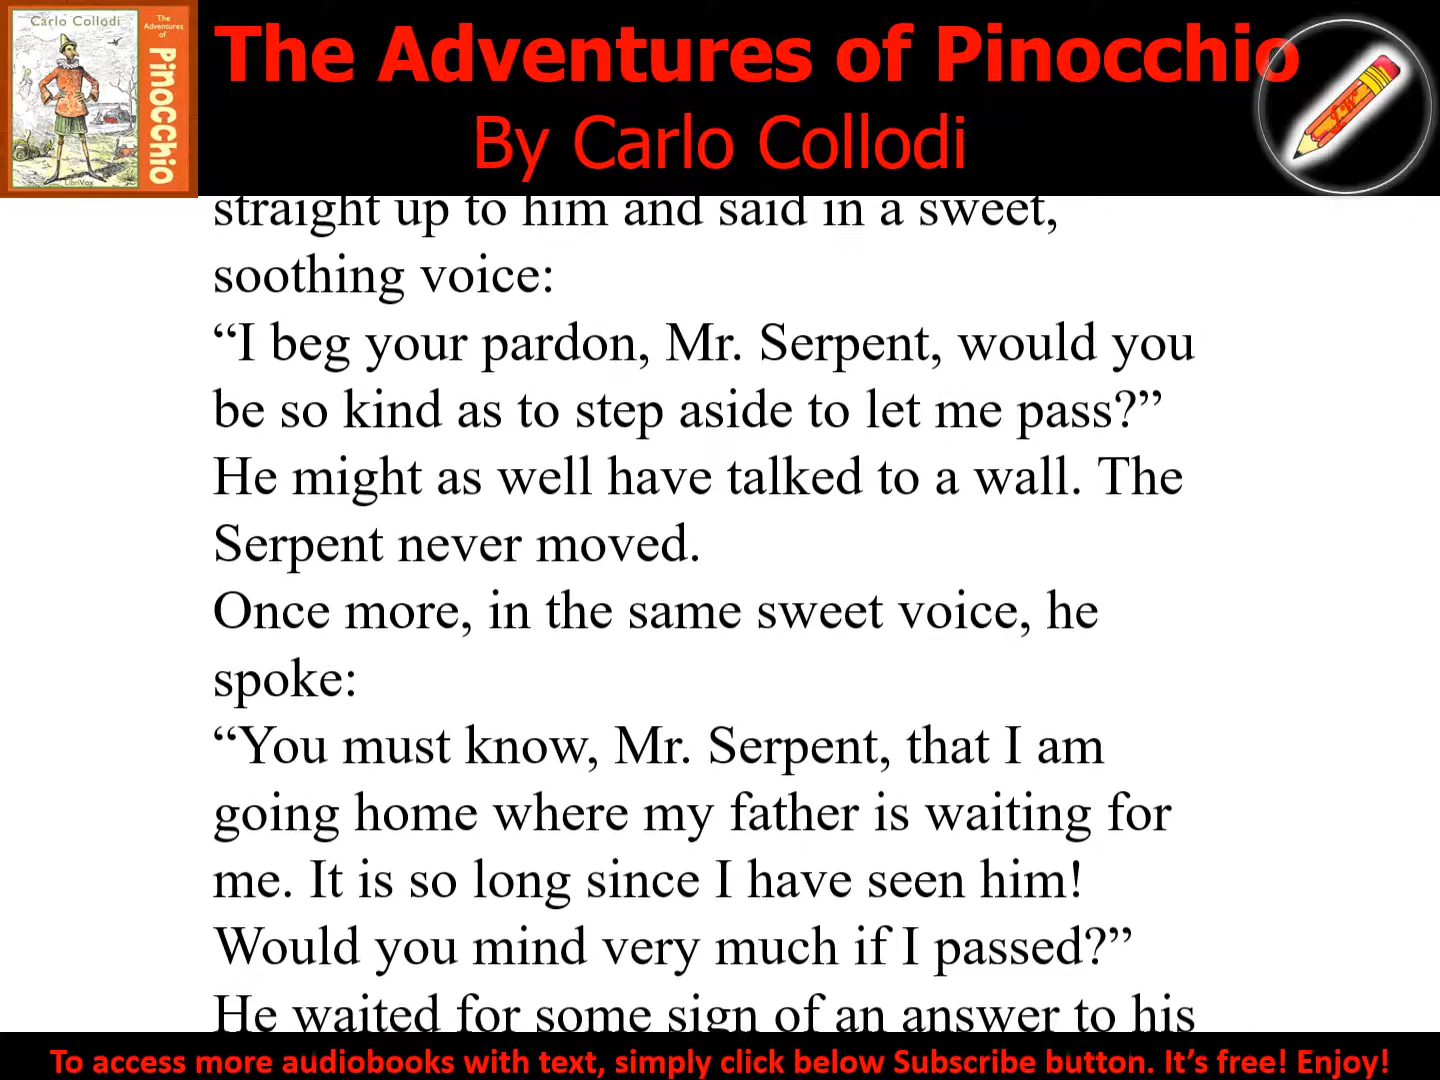 Carlo Collodi
The
Adventures
of
Pinocchio
LibriVox
The Adventures of Pinocchio
By Carlo Collodi
straight up to him and said in a sweet,
soothing voice:
“I beg your pardon, Mr. Serpent, would you
be so kind as to step aside to let me pass?”
He might as well have talked to a wall. The
Serpent never moved.
Once more, in the same sweet voice, he
spoke:
“You must know, Mr. Serpent, that I am
going home where my father is waiting for
me. It is so long since I have seen him!
Would you mind very much if I passed?”
He waited for some sign of an answer to his
To access more audiobooks with text, simply click below Subscribe button. It’s free! Enjoy!